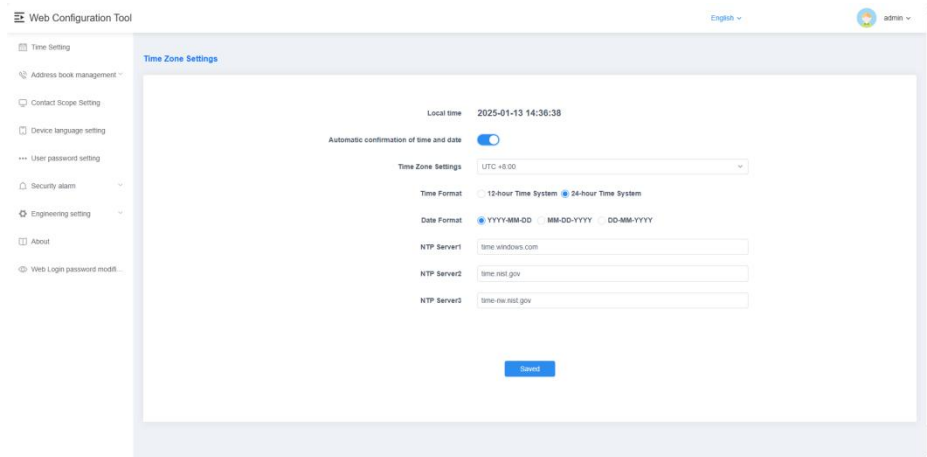 Web Configuration Tool
English
admin
Time Setting
Address book management
Contact Scope Setting
Device language setting
User password setting
Security alarm
Engineering setting
About
Web Login password modifi...
Time Zone Settings
Local time 2025-01-13 14:36:38
Automatic confirmation of time and date
Time Zone Settings UTC +8:00
Time Format 12-hour Time System 24-hour Time System
Date Format YYYY-MM-DD MM-DD-YYYY DD-MM-YYYY
NTP Server1 time.windows.com
NTP Server2 time.nist.gov
NTP Server3 time-nw.nist.gov
Saved